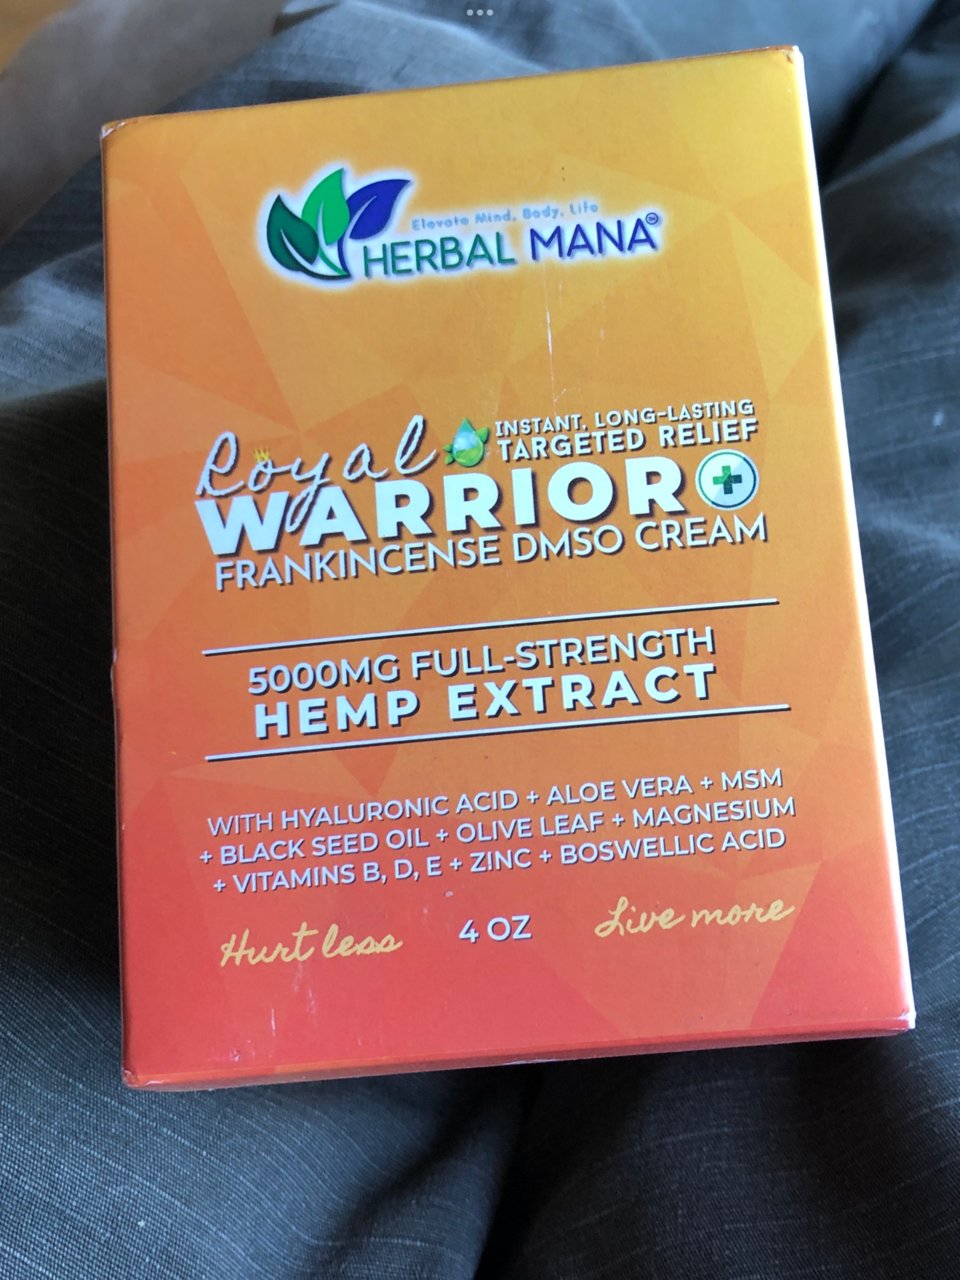 Elevate Mind, Body, Life
HERBAL MANA
Royal
INSTANT, LONG-LASTING
TARGETED RELIEF
WARRIOR
FRANKINCENSE DMSO CREAM
5000MG FULL-STRENGTH
HEMP EXTRACT
WITH HYALURONIC ACID + ALOE VERA + MSM
+ BLACK SEED OIL + OLIVE LEAF + MAGNESIUM
+ VITAMINS B, D, E + ZINC + BOSWELLIC ACID
Hurt less 4 OZ Live more